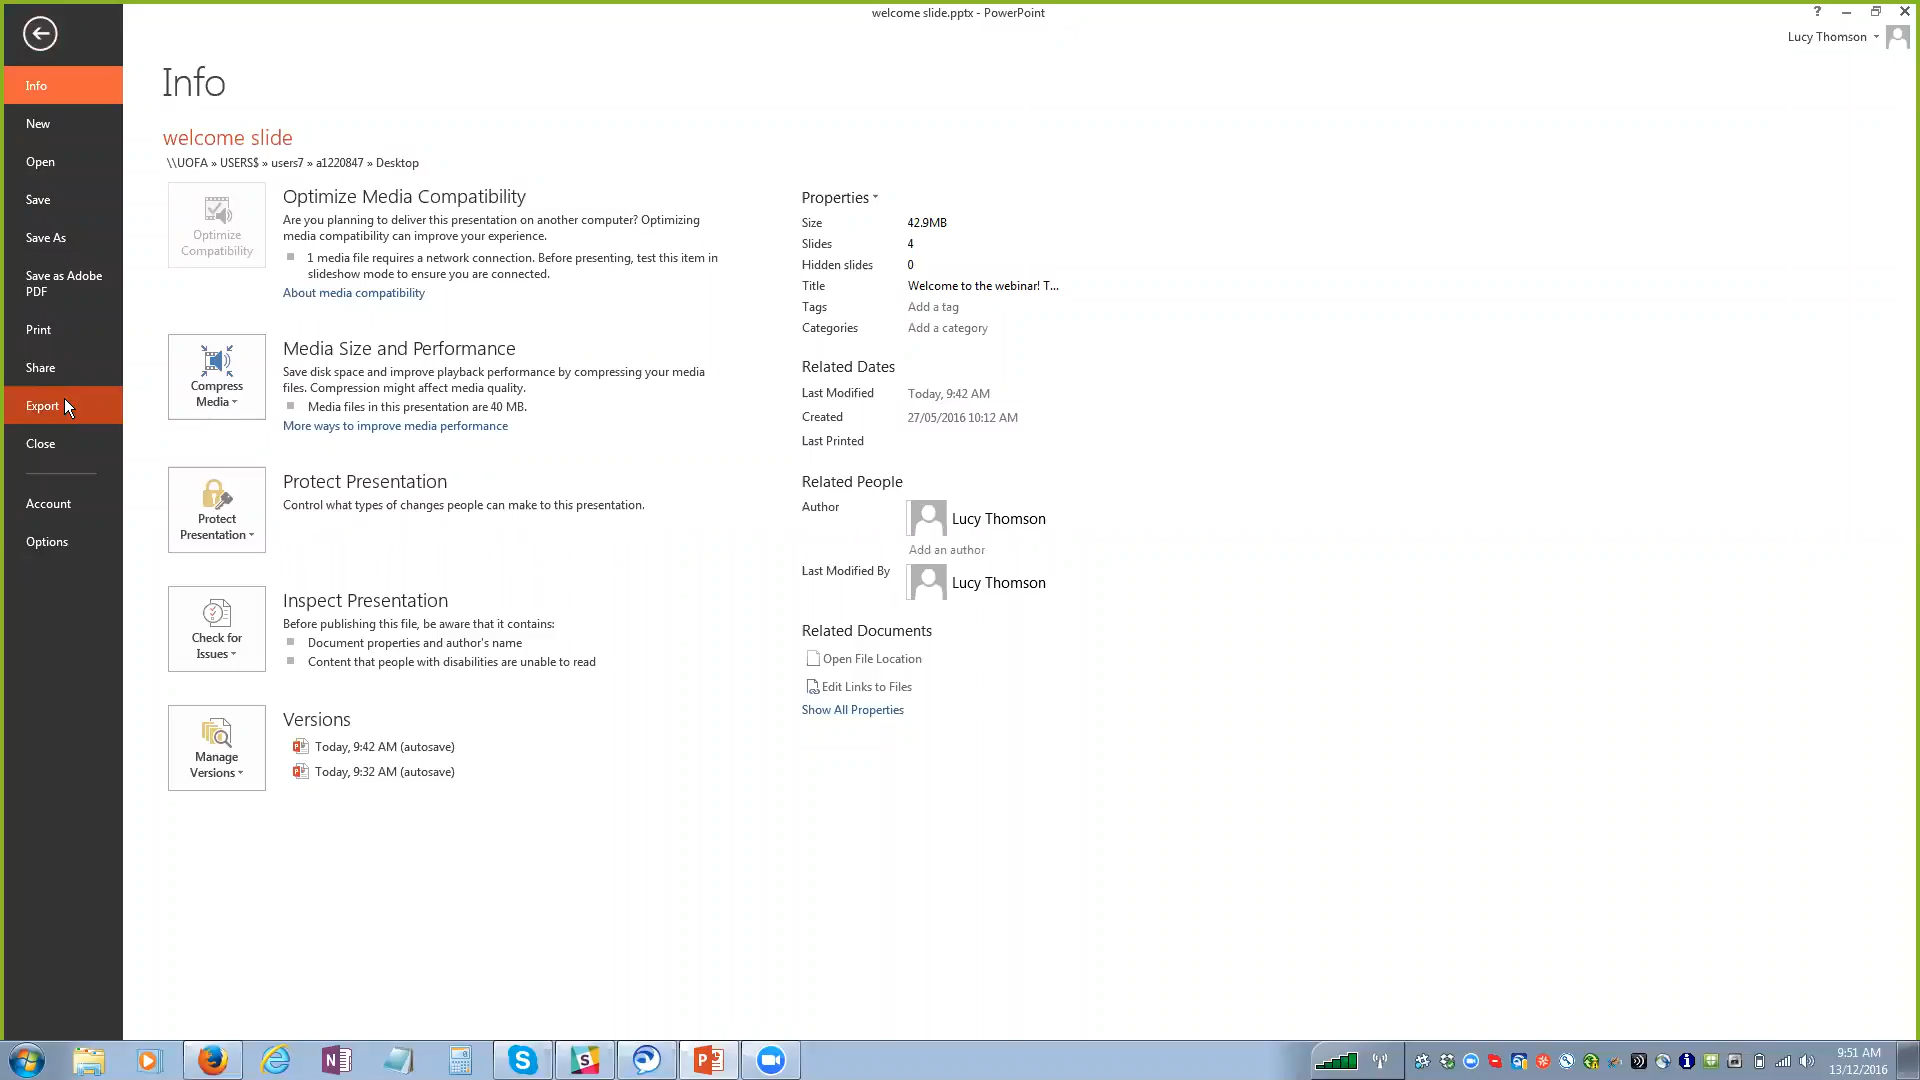 welcome slide.pptx - PowerPoint
?
Lucy Thomson
Info
New
Open
Save
Save As
Save as Adobe
PDF
Print
Share
Export
Close
Account
Options
Info
welcome slide
\\UOFA » USERS$ » users7 » a1220847 » Desktop
Optimize
Compatibility
Optimize Media Compatibility
Are you planning to deliver this presentation on another computer? Optimizing
media compatibility can improve your experience.
1 media file requires a network connection. Before presenting, test this item in
slideshow mode to ensure you are connected.
About media compatibility
Compress
Media
Media Size and Performance
Save disk space and improve playback performance by compressing your media
files. Compression might affect media quality.
Media files in this presentation are 40 MB.
More ways to improve media performance
Protect
Presentation
Protect Presentation
Control what types of changes people can make to this presentation.
Check for
Issues
Inspect Presentation
Before publishing this file, be aware that it contains:
Document properties and author's name
Content that people with disabilities are unable to read
Manage
Versions
Versions
Today, 9:42 AM (autosave)
Today, 9:32 AM (autosave)
Properties
Size 42.9MB
Slides 4
Hidden slides 0
Title Welcome to the webinar! T...
Tags Add a tag
Categories Add a category
Related Dates
Last Modified Today, 9:42 AM
Created 27/05/2016 10:12 AM
Last Printed
Related People
Author Lucy Thomson
Add an author
Last Modified By Lucy Thomson
Related Documents
Open File Location
Edit Links to Files
Show All Properties
9:51 AM
13/12/2016